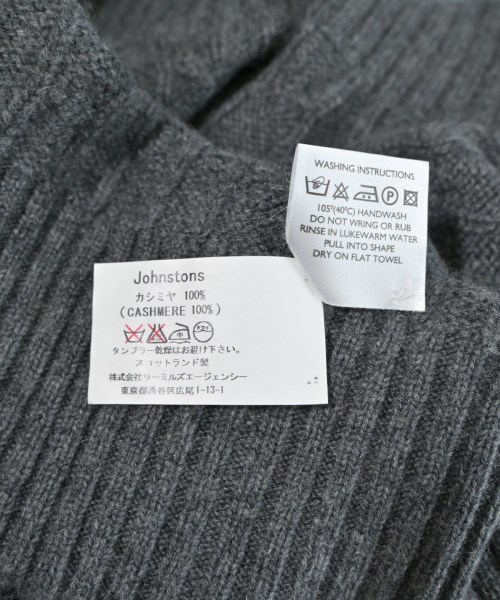 WASHING INSTRUCTIONS
P
105°(40°C) HANDWASH
DO NOT WRING OR RUB
RINSE IN LUKEWARM WATER
PULL INTO SHAPE
DRY ON FLAT TOWEL
Johnstons
カシミヤ 100%
(CASHMERE 100%)
タンブラー乾燥はお避け下さい。
スコットランド製
株式会社リーミルズエージェンシー
東京都渋谷区広尾1-13-1